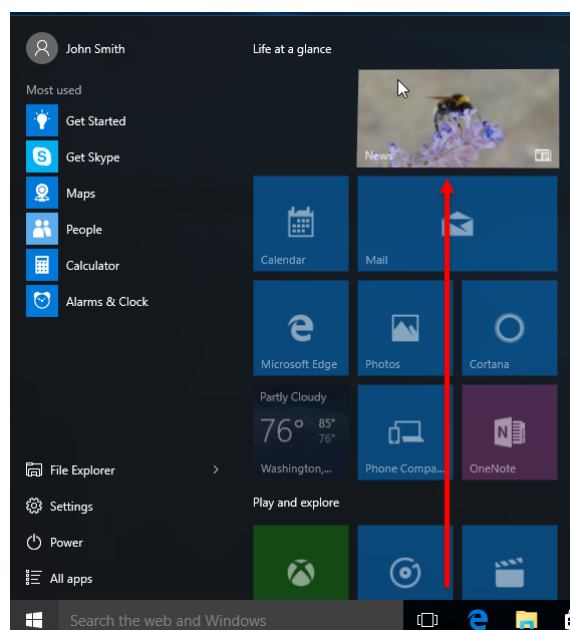 John Smith
Life at a glance
Most used
Get Started
Get Skype
Maps
People
Calculator
Alarms & Clock
News
Calendar
Mail
Microsoft Edge
Photos
Cortana
Partly Cloudy
76° 85°
76°
Washington,...
Phone Compa...
OneNote
File Explorer
Settings
Power
All apps
Play and explore
Search the web and Windows